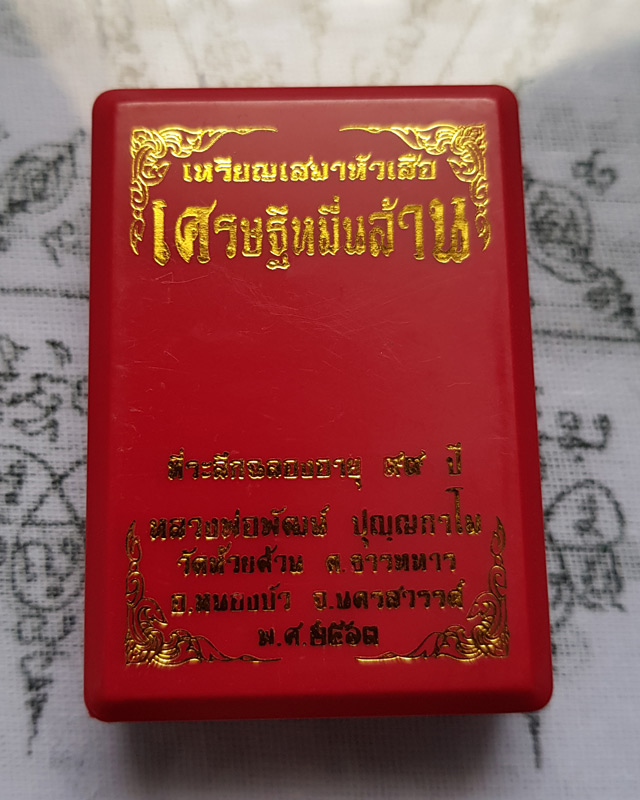 เหรียญเสมาหัวเสือ
เศรษฐีหมื่นล้าน
ที่ระลึกฉลองอายุ ๙๙ ปี
หลวงพ่อพัฒน์ ปุญฺญกาโม
วัดห้วยด้วน ต.ธารทหาร
อ.หนองบัว จ.นครสวรรค์
พ.ศ.๒๕๖๓